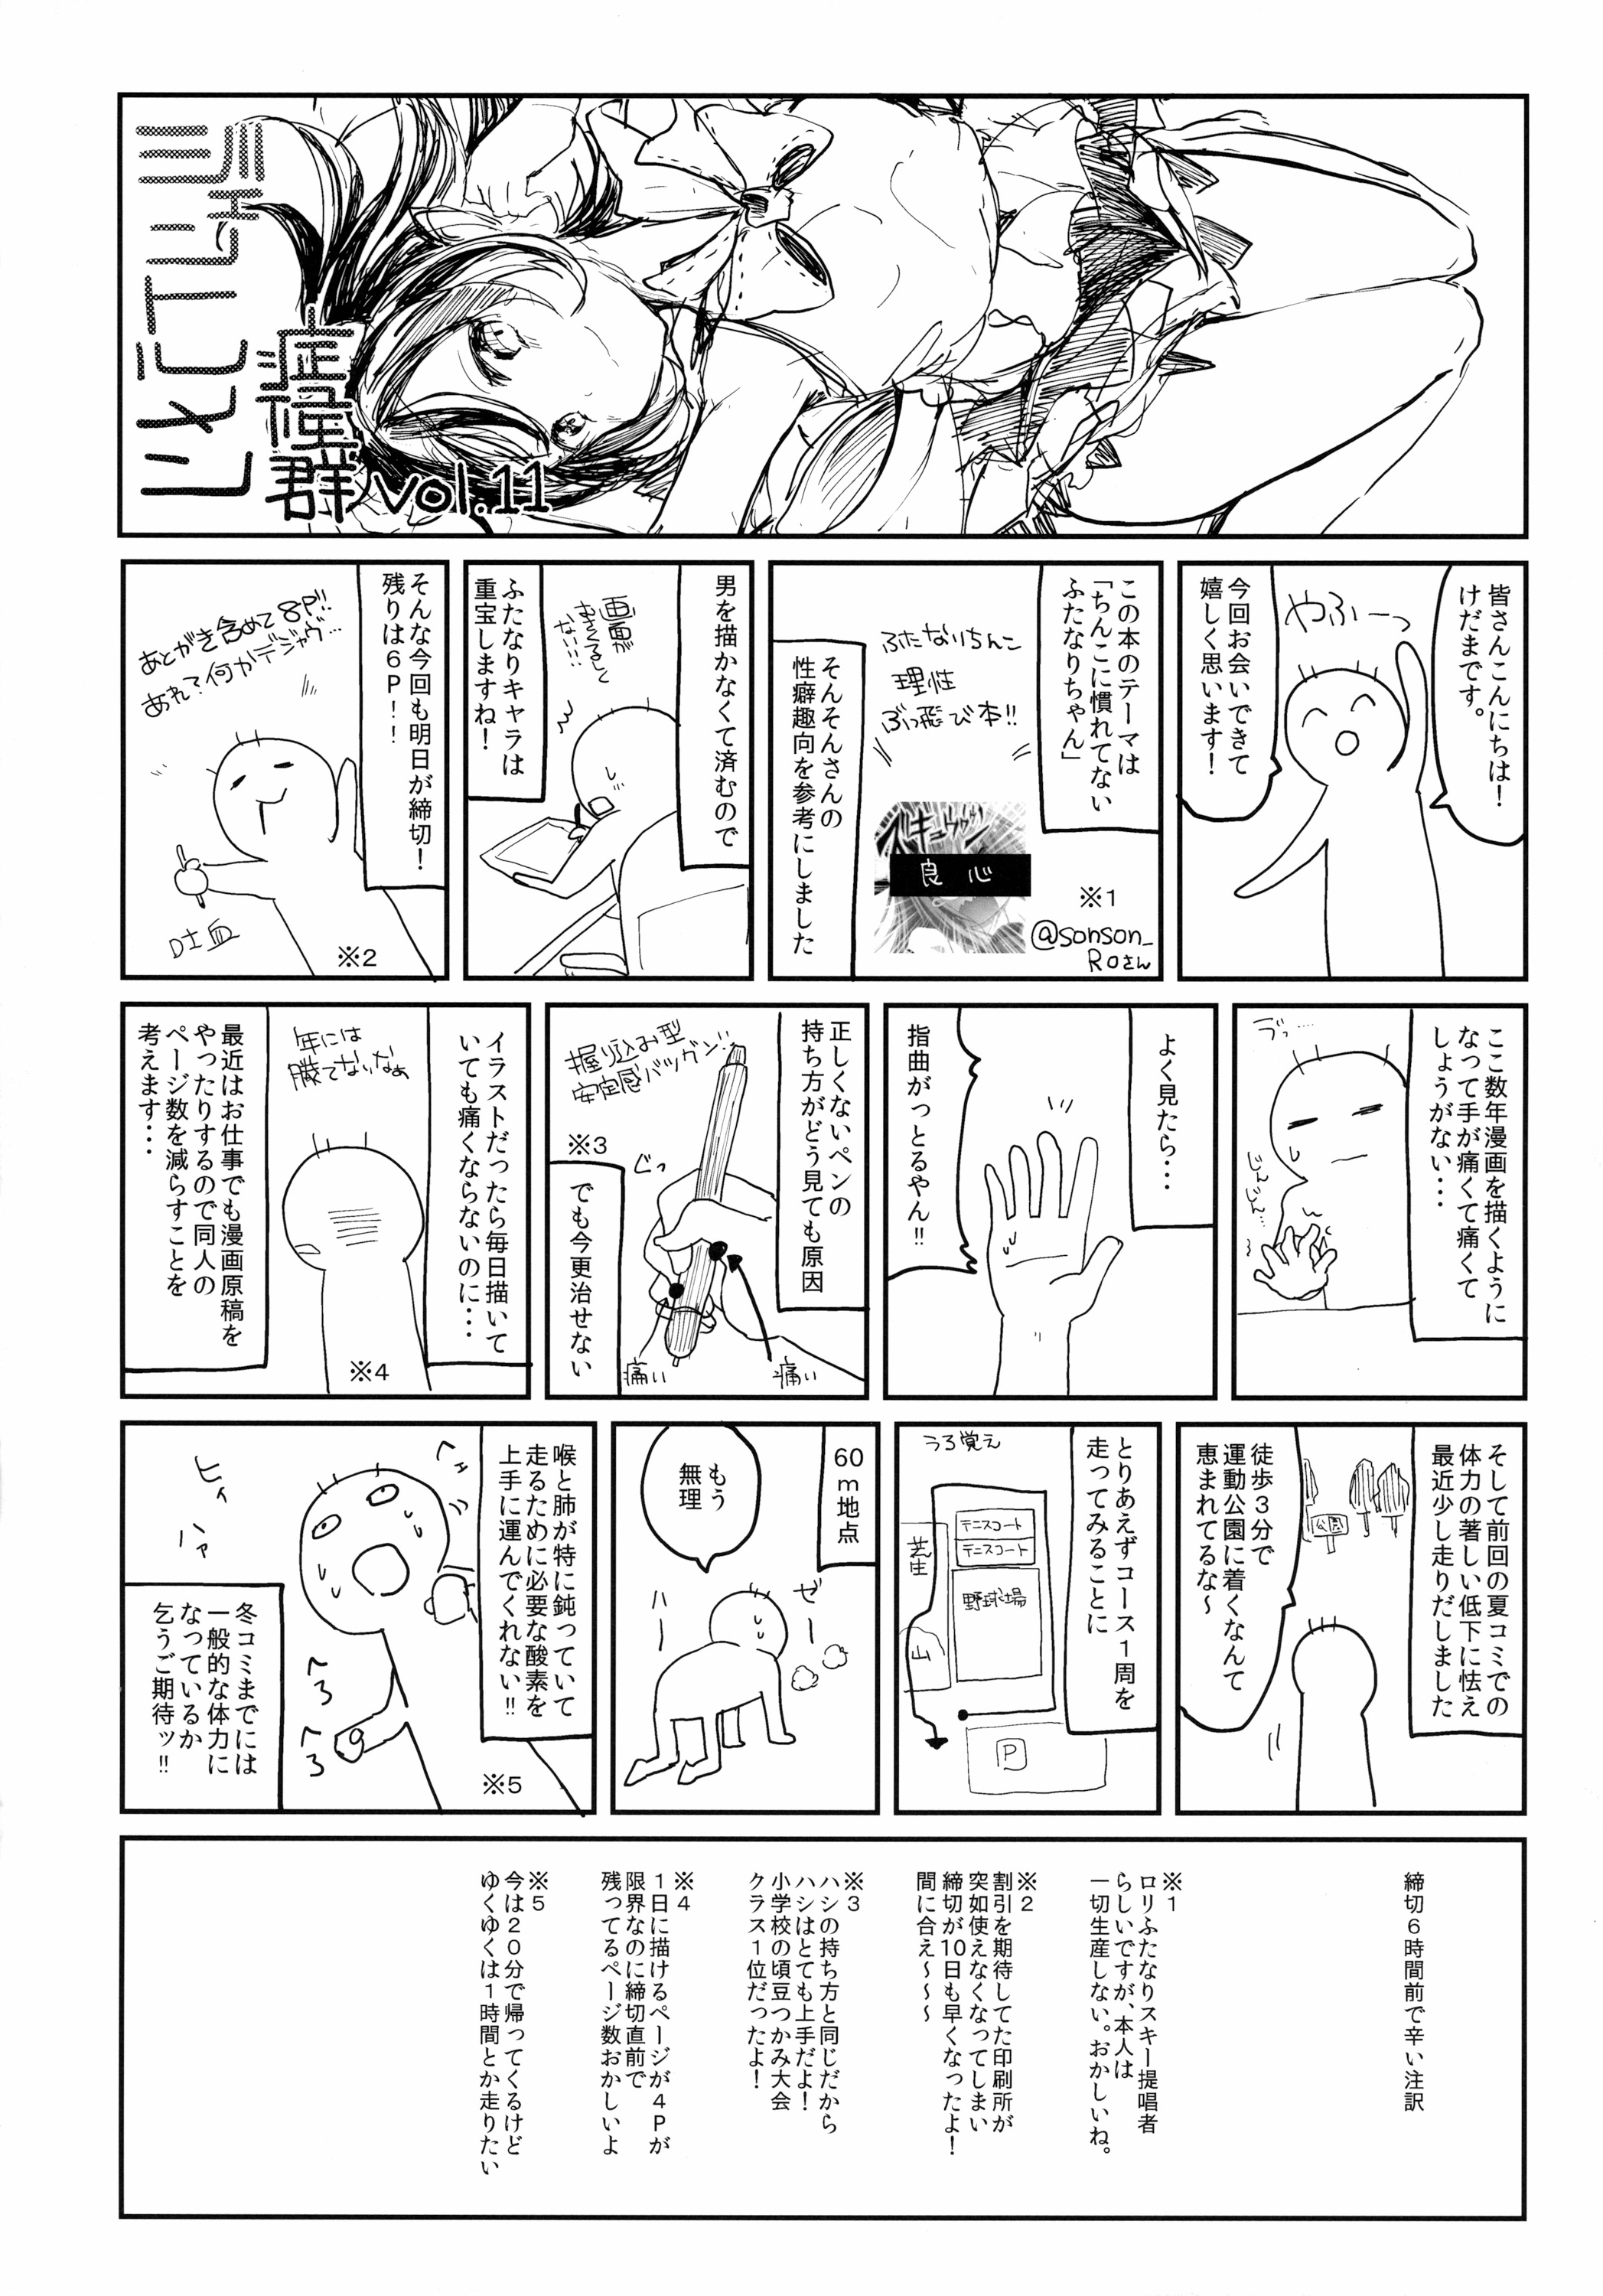 症候群
vol.11
皆さんこんにちは！
けだまです。
やふーっ
今回お会いできて
嬉しく思います！
この本のテーマは
「ちんこに慣れてない
ふたなりちゃん」
ふたなりちんこ
理性
ぶっ飛び本!!
良心
※1
@sonson_
Roさん
そんそんさんの
性癖趣向を参考にしました
男を描かなくて済むので
画面が
むさくるしく
ない!!!
ふたなりキャラは
重宝しますね！
そんな今回も明日が締切！
残りは6P！！
あとがき含めて8P!!
あれ？何かデジャヴ…
吐血
※2
ここ数年漫画を描くように
なって手が痛くて痛くて
しょうがない・・・
ううっ…
じんじん…
よく見たら・・・
指曲がっとるやん!!
正しくないペンの
持ち方がどう見ても原因
握り込み型
安定感バツグン!!
※3
ぐっ
痛い
痛い
でも今更治せない
イラストだったら毎日描いて
いても痛くならないのに・・・
年には
勝てないなぁ
※4
最近はお仕事でも漫画原稿を
やったりするので同人の
ページ数を減らすことを
考えます・・・
そして前回の夏コミでの
体力の著しい低下に怯え
最近少し走りだしました
公園
徒歩3分で
運動公園に着くなんて
恵まれてるな～
とりあえずコース1周を
走ってみることに
うろ覚え
テニスコート
テニスコート
野球場
芝生
山
P
60m地点
もう
無理
ゼー
ハー
喉と肺が特に鈍っていて
走るために必要な酸素を
上手に運んでくれない!!
ヒィ
ハァ
へろ
へろ
※5
冬コミまでには
一般的な体力に
なっているか
乞うご期待ッ!!
締切6時間前で辛い注訳
※1
ロリふたなりスキー提唱者
らしいですが、本人は
一切生産しない。おかしいね。
※2
割引を期待してた印刷所が
突如使えなくなってしまい
締切が10日も早くなったよ！
間に合え～～～
※3
ハシの持ち方と同じだから
ハシはとても上手だよ！
小学校の頃豆つかみ大会
クラス1位だったよ！
※4
1日に描けるページが4Pが
限界なのに締切直前で
残ってるページ数おかしいよ
※5
今は20分で帰ってくるけど
ゆくゆくは1時間とか走りたい